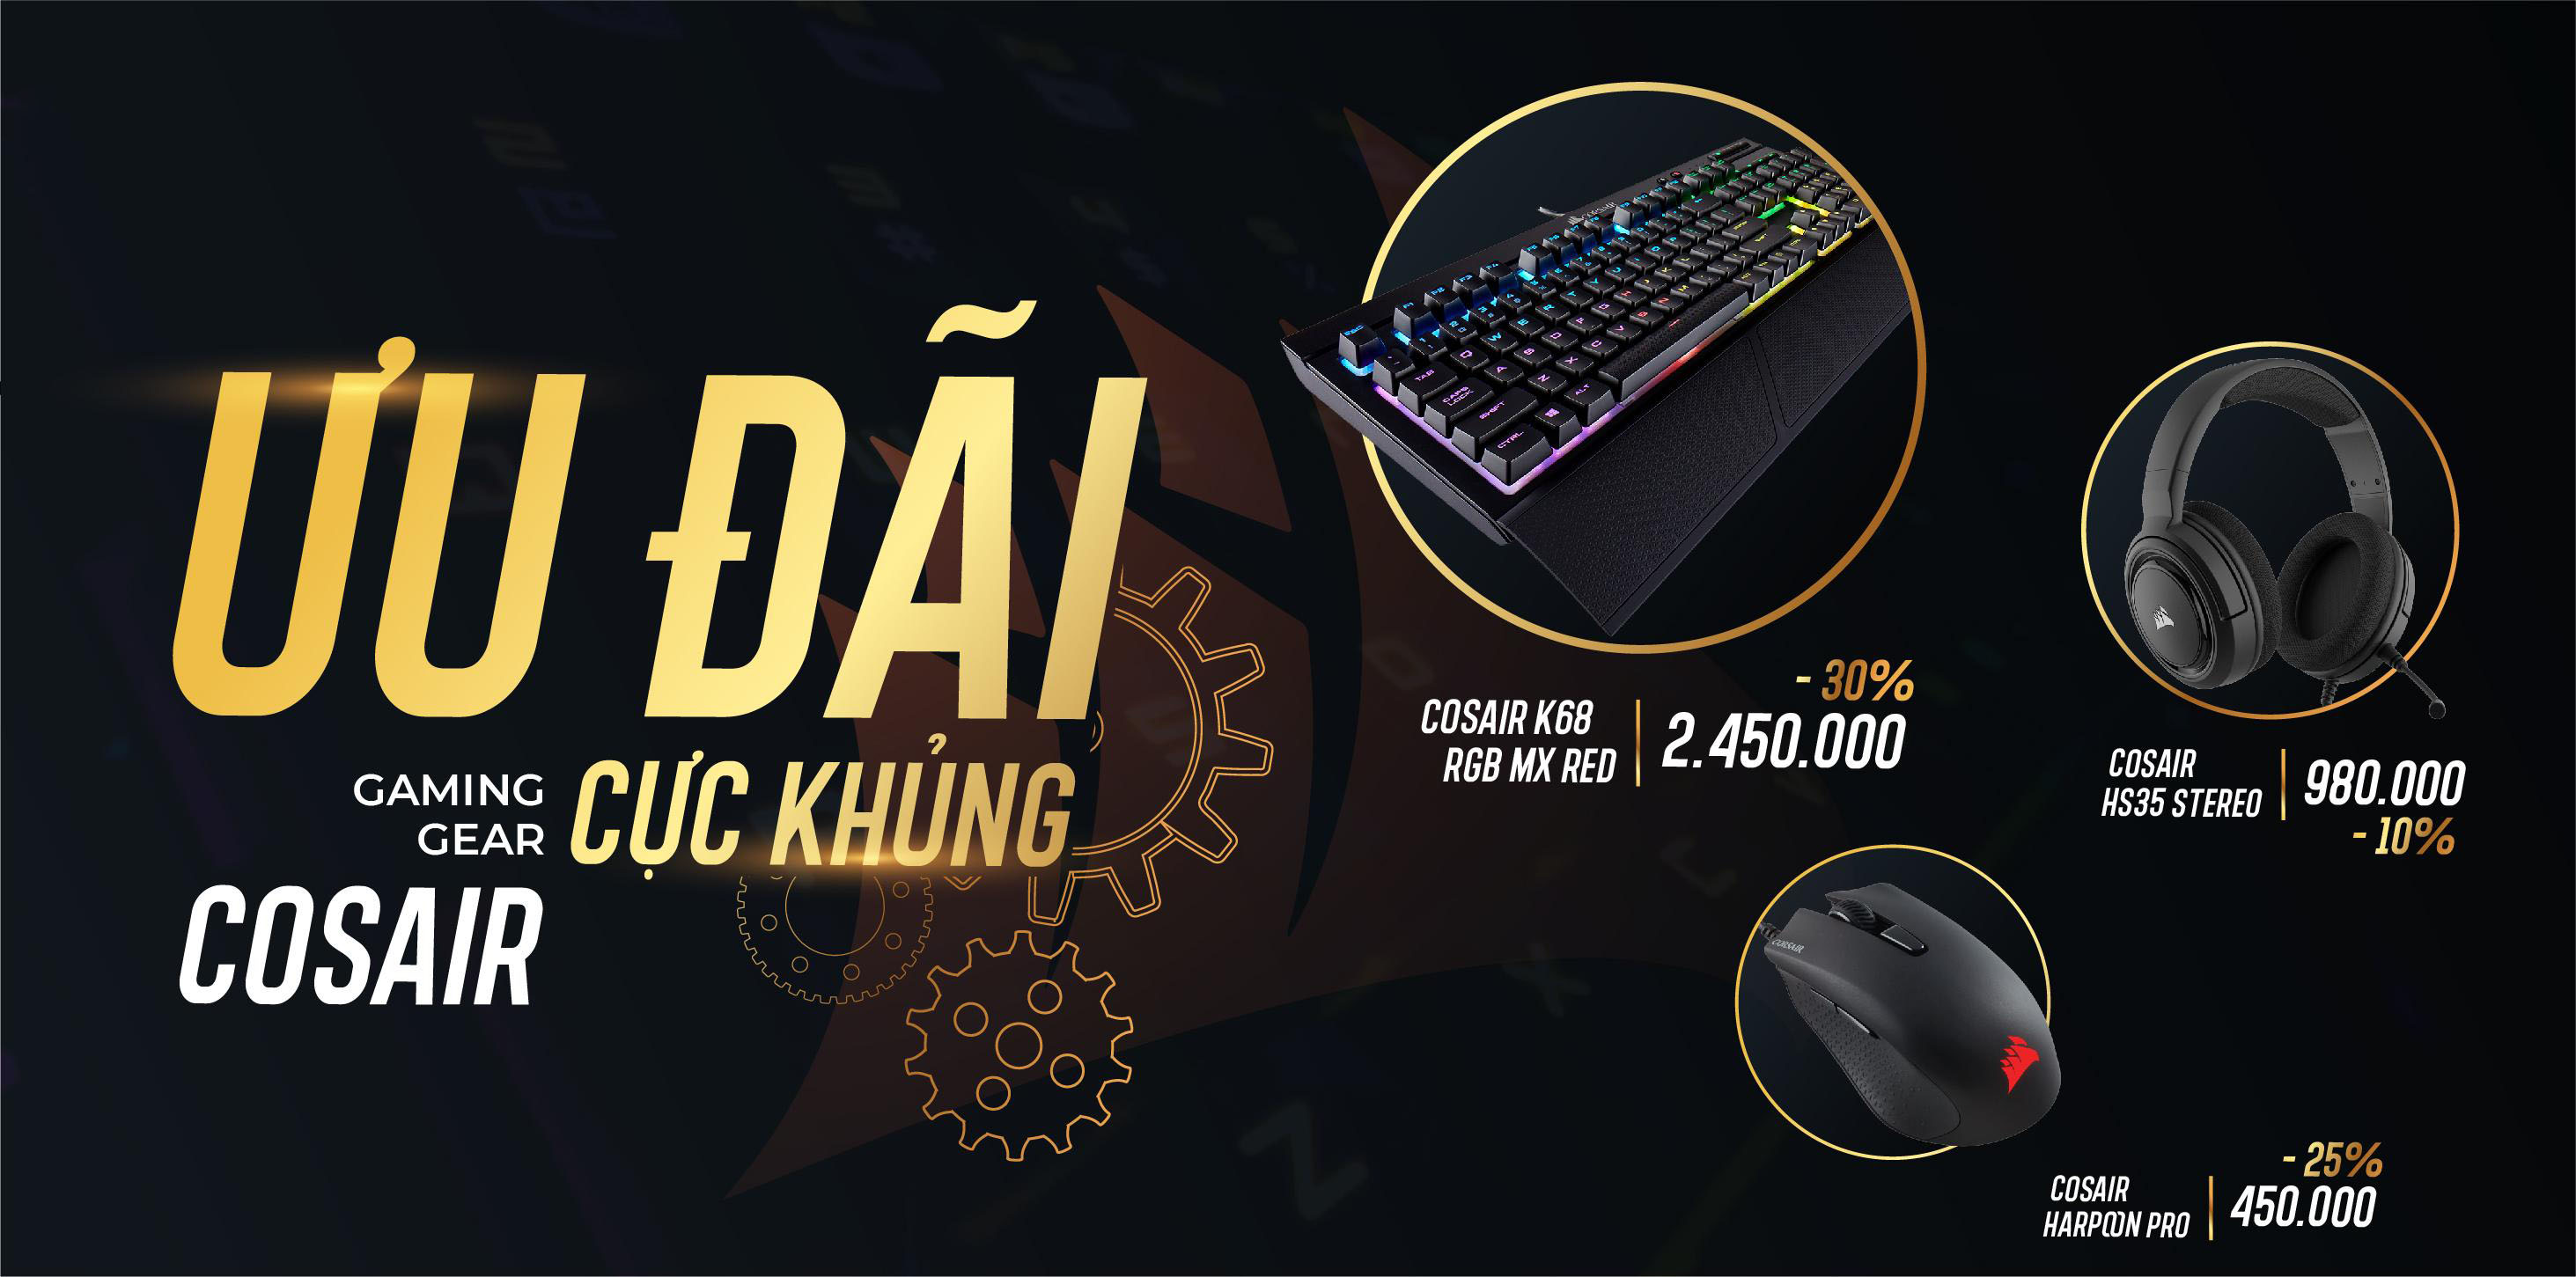 ƯU ĐÃI
GAMING
GEAR
CỰC KHỦNG
COSAIR
COSAIR K68
RGB MX RED
- 30%
2.450.000
COSAIR
HS35 STEREO
980.000
- 10%
CORSAIR
COSAIR
HARPOON PRO
- 25%
450.000